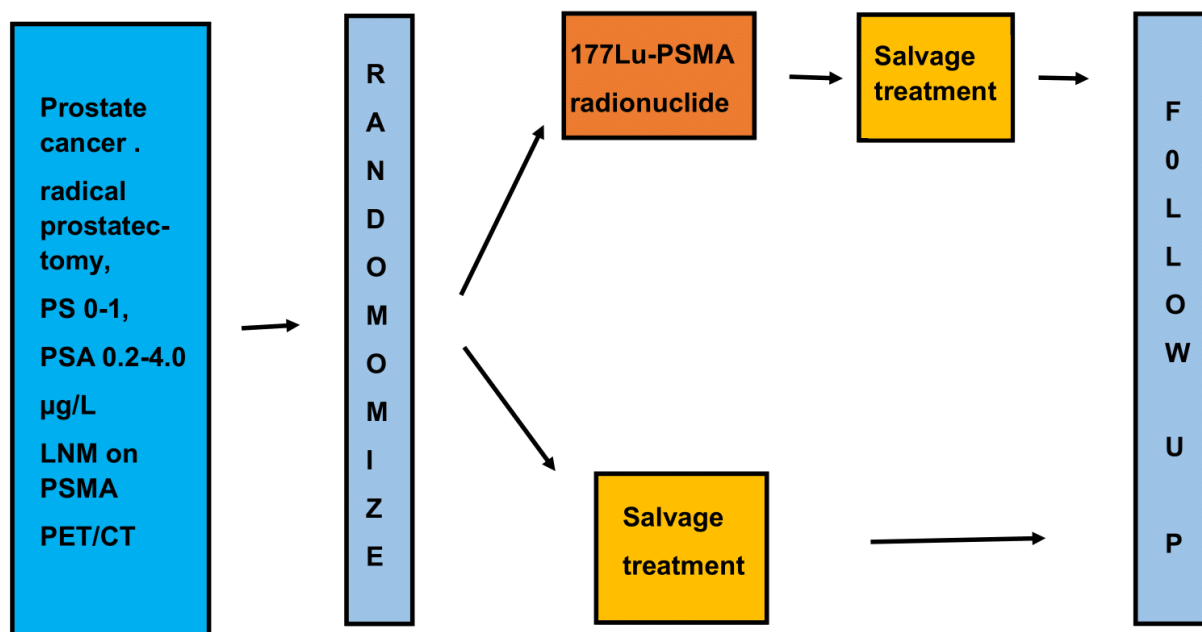 Prostate
cancer .
radical
prostatec-
tomy,
PS 0-1,
PSA 0.2-4.0
µg/L
LNM on
PSMA
PET/CT
R
A
N
D
O
M
O
M
I
Z
E
177Lu-PSMA
radionuclide
Salvage
treatment
Salvage
treatment
F
0
L
L
O
W
U
P